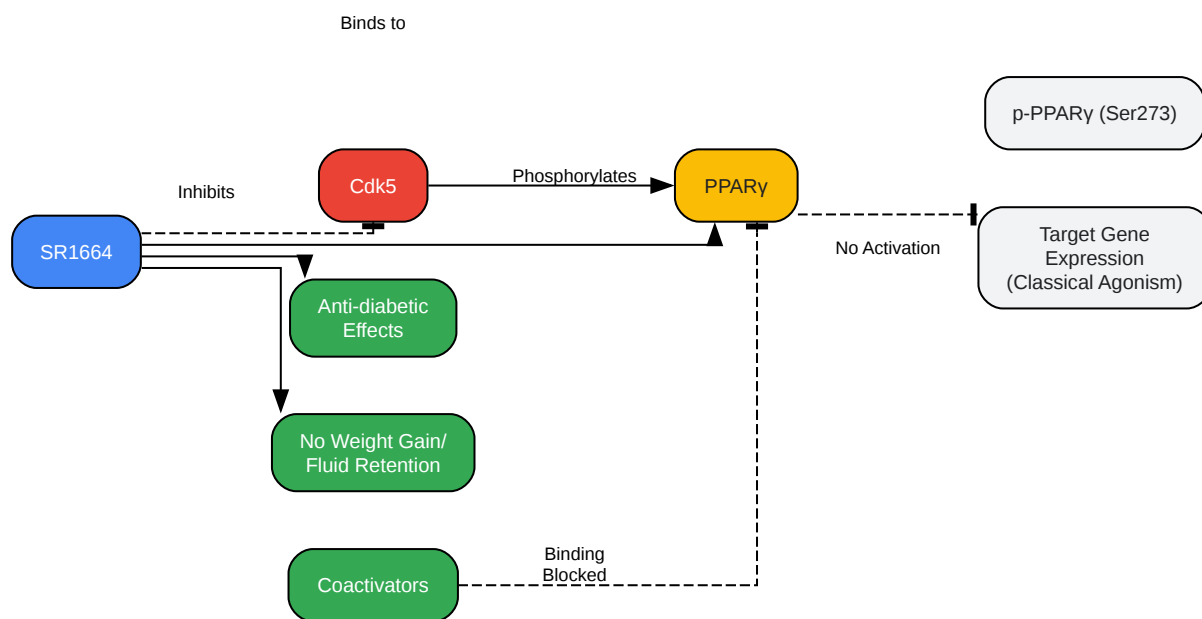 Binds to
p-PPARγ (Ser273)
Cdk5
Phosphorylates
PPARγ
Inhibits
SR1664
No Activation
Target Gene
Expression
(Classical Agonism)
Anti-diabetic
Effects
No Weight Gain/
Fluid Retention
Binding
Blocked
Coactivators